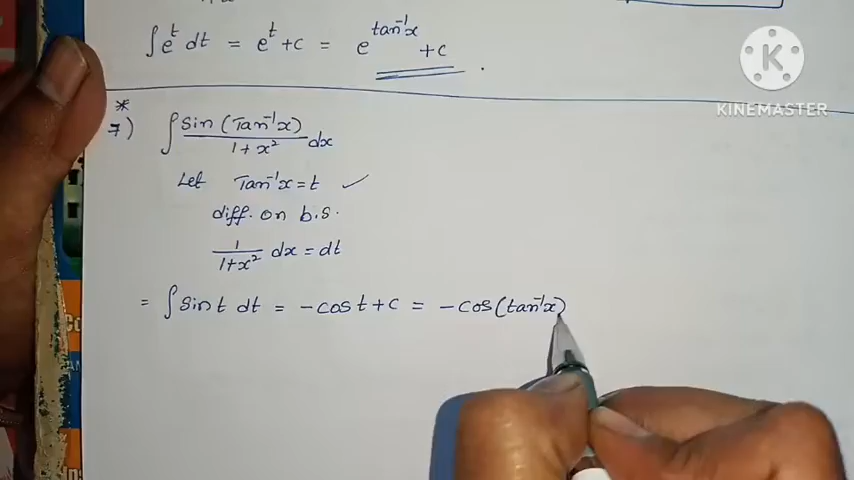 ∫e^t dt = e^t + c = e^(tan⁻¹x) + c .
KINEMASTER
*
7) ∫ Sin (Tan⁻¹x) / 1+x² dx
Let Tan⁻¹x = t ✓
diff. on b.s.
1 / 1+x² dx = dt
= ∫ Sin t dt = -cos t + c = -cos(tan⁻¹x)